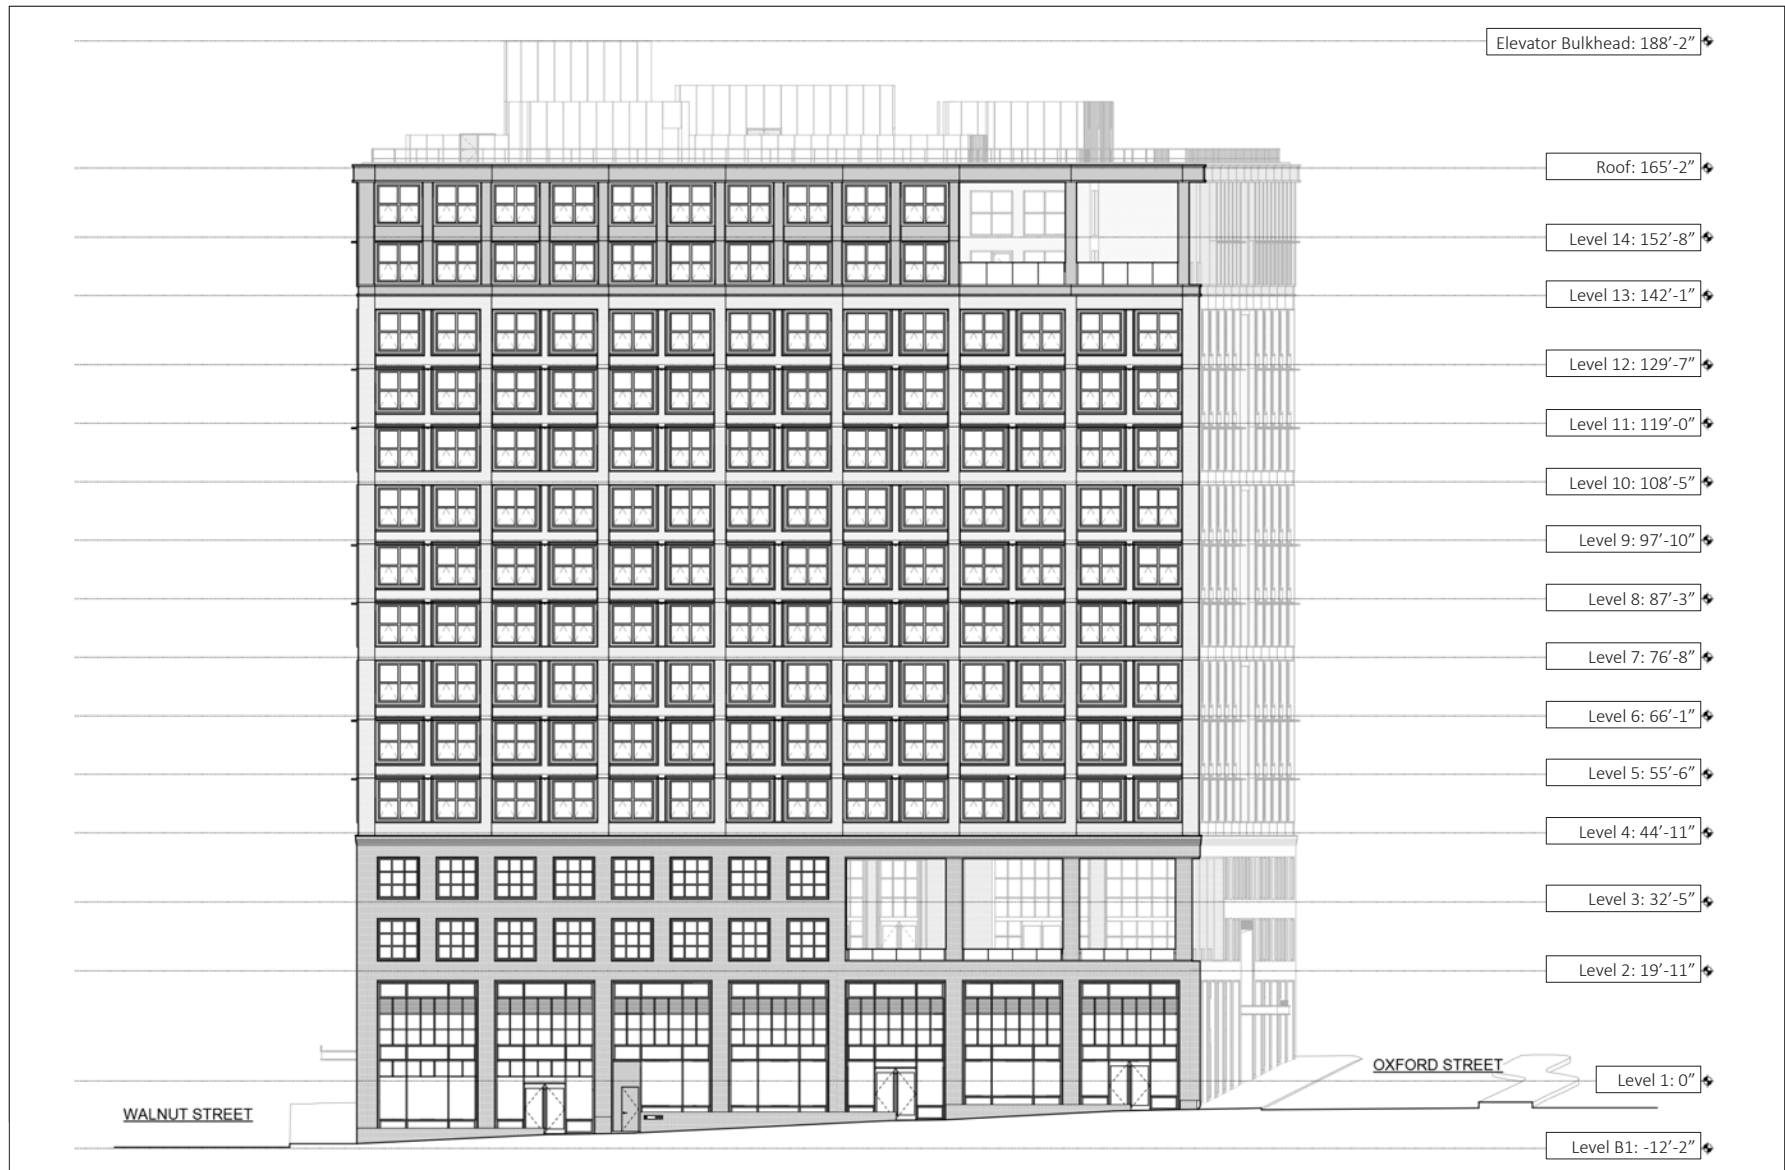 Elevator Bulkhead: 188’-2”
Roof: 165’-2”
Level 14: 152’-8”
Level 13: 142’-1”
Level 12: 129’-7”
Level 11: 119’-0”
Level 10: 108’-5”
Level 9: 97’-10”
Level 8: 87’-3”
Level 7: 76’-8”
Level 6: 66’-1”
Level 5: 55’-6”
Level 4: 44’-11”
Level 3: 32’-5”
Level 2: 19’-11”
OXFORD STREET
Level 1: 0”
WALNUT STREET
Level B1: -12’-2”